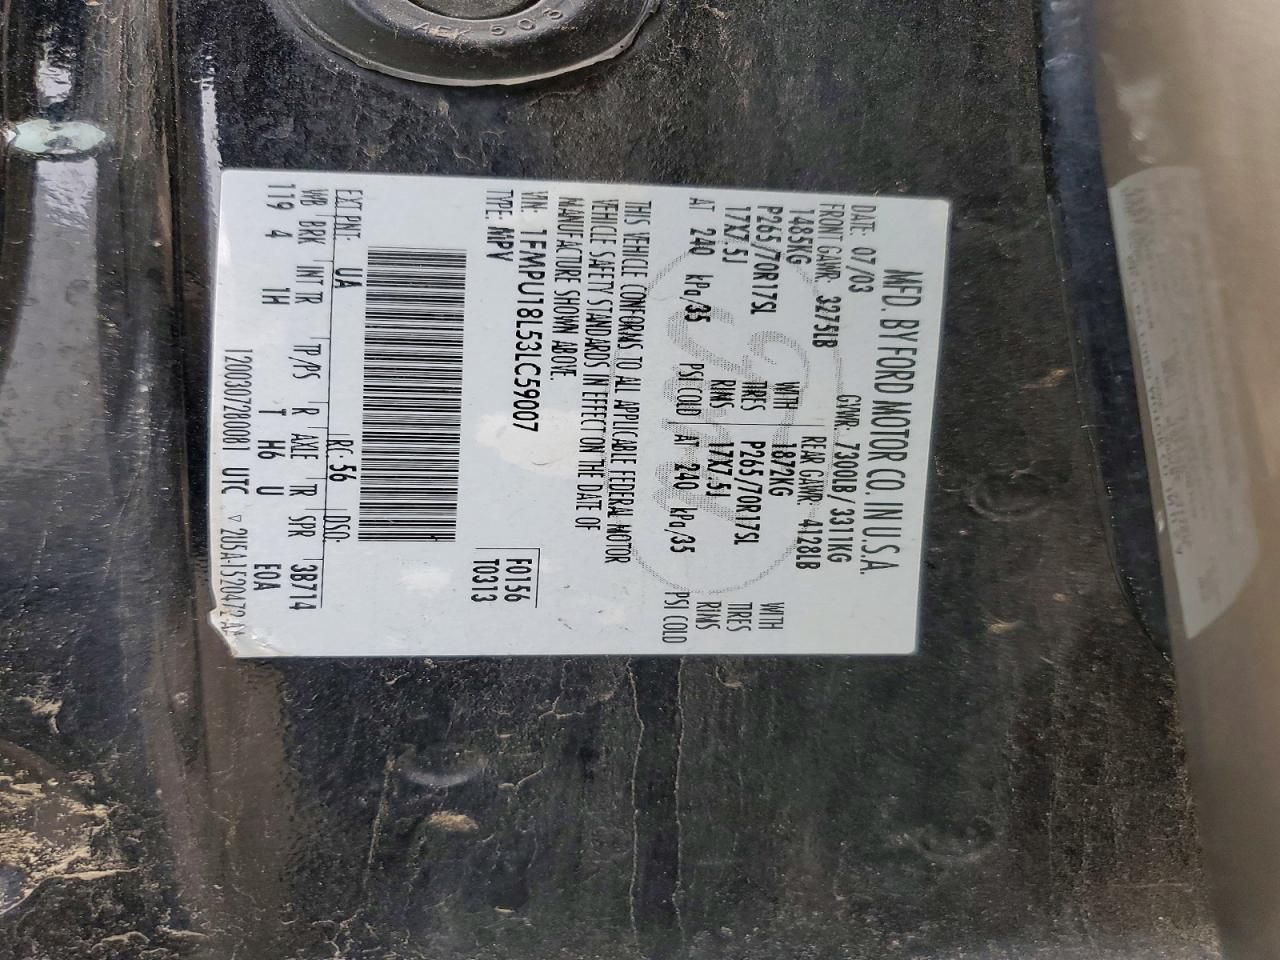 AEK 503
MFD. BY FORD MOTOR CO. IN U.S.A.
DATE: 07/03 GVWR: 7300LB/3311KG
FRONT GAWR: 3275LB REAR GAWR: 4128LB
1485KG WITH 1872KG WITH
P265/70R17SL TIRES P265/70R17SL TIRES
17X7.5J RIMS 17X7.5J RIMS
AT 240 kPa/35 PSI COLD AT 240 kPa/35 PSI COLD
THIS VEHICLE CONFORMS TO ALL APPLICABLE FEDERAL MOTOR
VEHICLE SAFETY STANDARDS IN EFFECT ON THE DATE OF
MANUFACTURE SHOWN ABOVE.
VIN: 1FMPU18L53LC59007 F0156
TYPE: MPV T0313
EXT PNT: UA RC: 56 DSO:
WB BRK INT TR TP/PS R AXLE TR SPR 3B714
119 4 1H T H6 U E0A
1200307280081 UTC ▽ 2U5A-1520472-AA